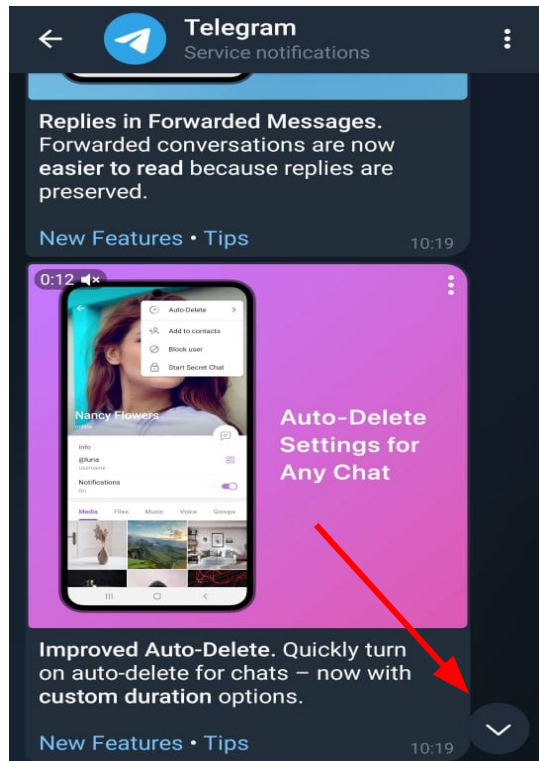 Telegram
Service notifications
Replies in Forwarded Messages.
Forwarded conversations are now
easier to read because replies are
preserved.
New Features • Tips
10:19
0:12
Auto-Delete
Add to contacts
Block user
Start Secret Chat
Nancy Flowers
online
Info
@luna
Username
Notifications
On
Media Files Music Voice Groups
Auto-Delete
Settings for
Any Chat
Improved Auto-Delete. Quickly turn
on auto-delete for chats – now with
custom duration options.
New Features • Tips
10:19